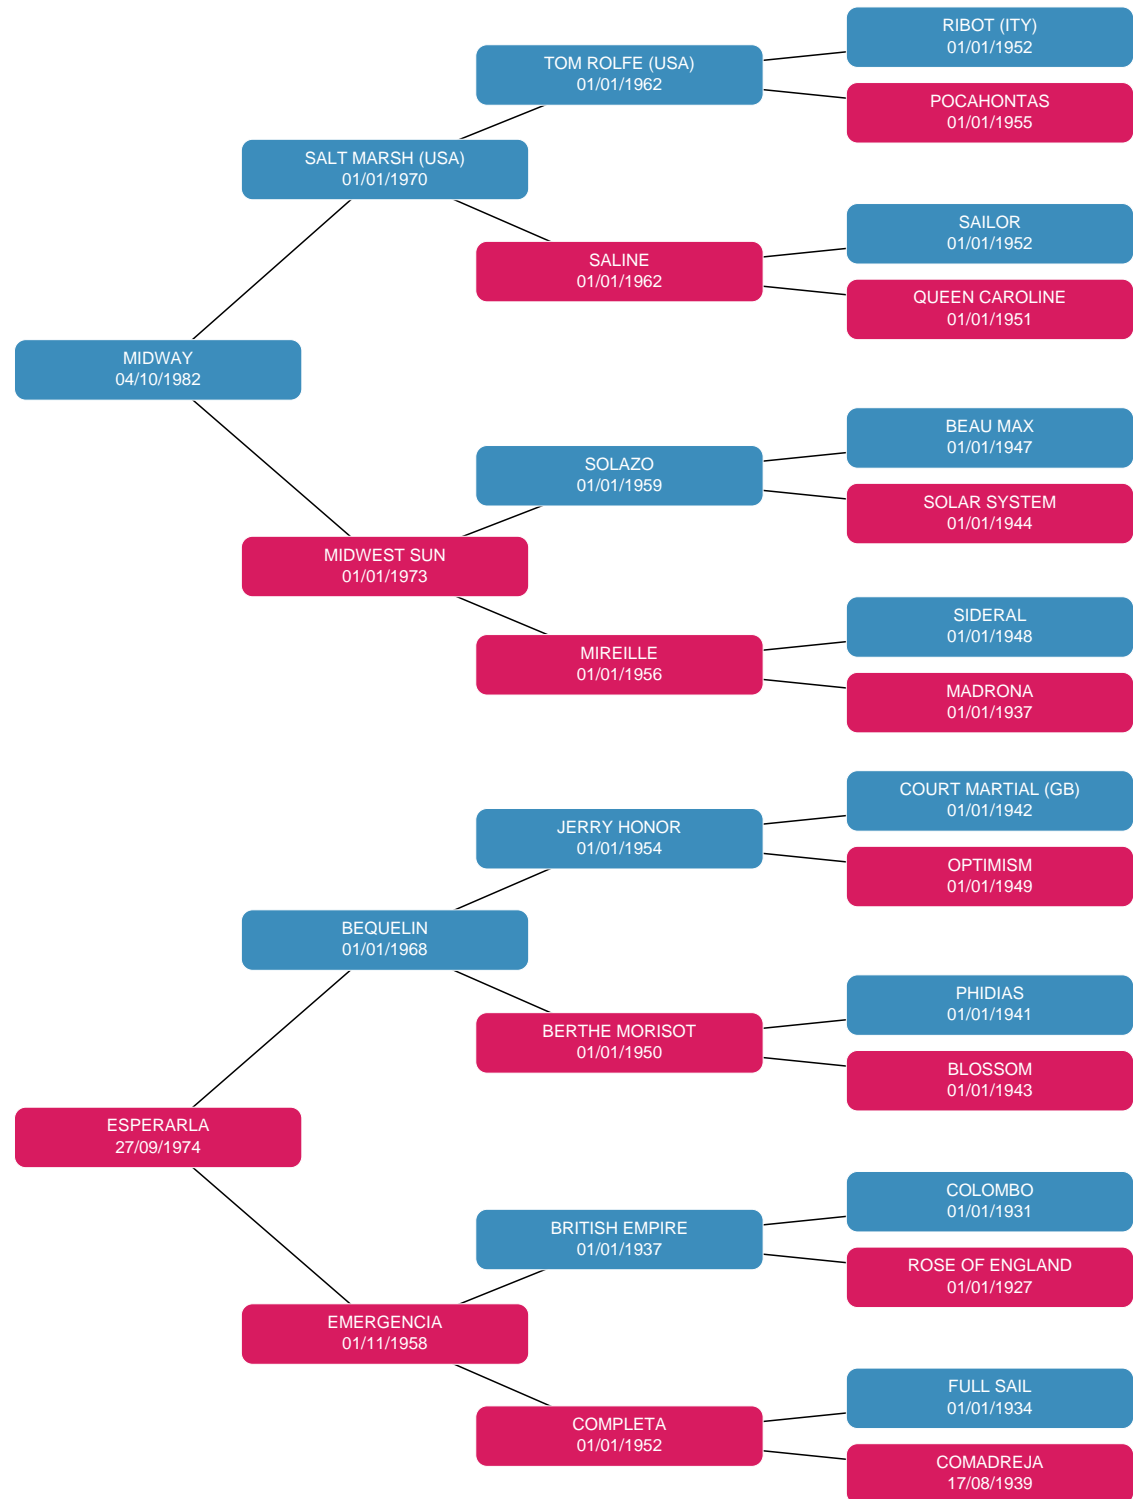 RIBOT (ITY)
01/01/1952
TOM ROLFE (USA)
01/01/1962
POCAHONTAS
01/01/1955
SALT MARSH (USA)
01/01/1970
SAILOR
01/01/1952
SALINE
01/01/1962
QUEEN CAROLINE
01/01/1951
MIDWAY
04/10/1982
BEAU MAX
01/01/1947
SOLAZO
01/01/1959
SOLAR SYSTEM
01/01/1944
MIDWEST SUN
01/01/1973
SIDERAL
01/01/1948
MIREILLE
01/01/1956
MADRONA
01/01/1937
COURT MARTIAL (GB)
01/01/1942
JERRY HONOR
01/01/1954
OPTIMISM
01/01/1949
BEQUELIN
01/01/1968
PHIDIAS
01/01/1941
BERTHE MORISOT
01/01/1950
BLOSSOM
01/01/1943
ESPERARLA
27/09/1974
COLOMBO
01/01/1931
BRITISH EMPIRE
01/01/1937
ROSE OF ENGLAND
01/01/1927
EMERGENCIA
01/11/1958
FULL SAIL
01/01/1934
COMPLETA
01/01/1952
COMADREJA
17/08/1939